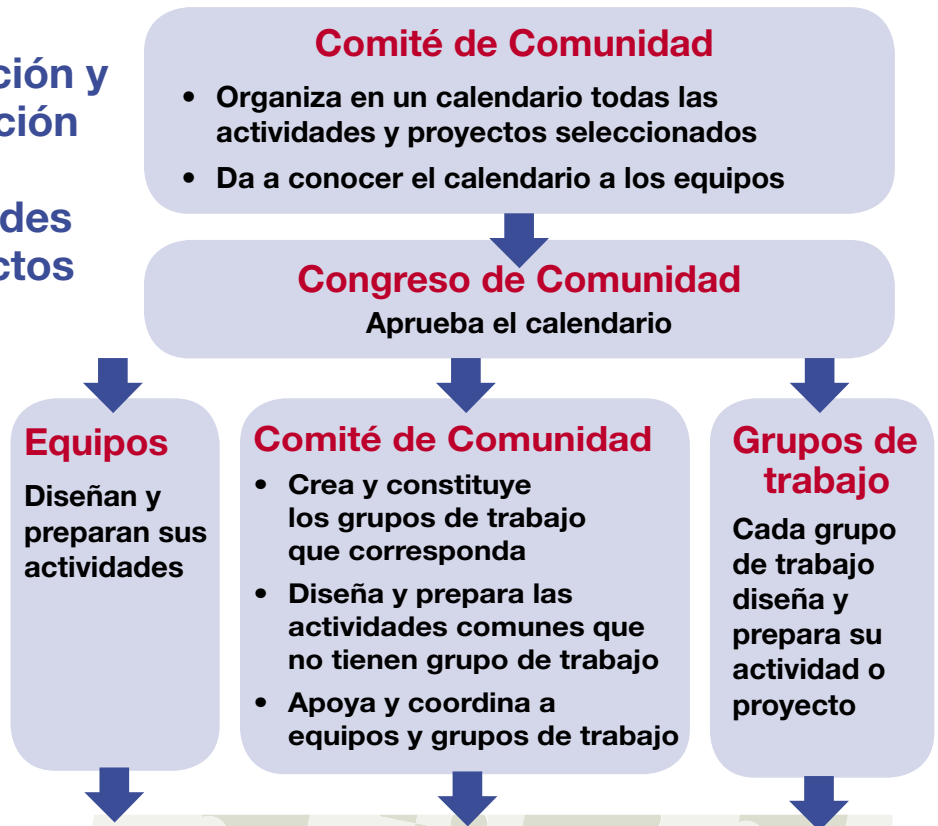 ción y
ción
des
ctos
Comité de Comunidad
• Organiza en un calendario todas las
actividades y proyectos seleccionados
• Da a conocer el calendario a los equipos
Congreso de Comunidad
Aprueba el calendario
Equipos
Diseñan y
preparan sus
actividades
Comité de Comunidad
• Crea y constituye
los grupos de trabajo
que corresponda
• Diseña y prepara las
actividades comunes que
no tienen grupo de trabajo
• Apoya y coordina a
equipos y grupos de trabajo
Grupos de
trabajo
Cada grupo
de trabajo
diseña y
prepara su
actividad o
proyecto